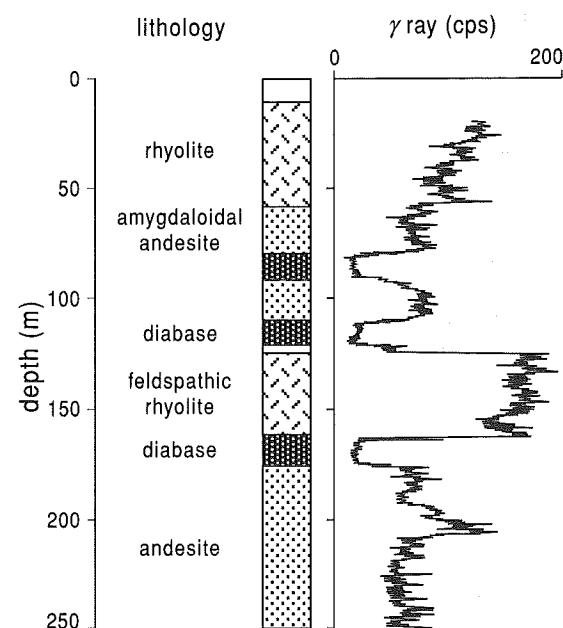 lithology
γ ray (cps)
0 200
0
rhyolite
50
amygdaloidal
andesite
100
diabase
feldspathic
rhyolite
150
diabase
200
andesite
250
depth (m)